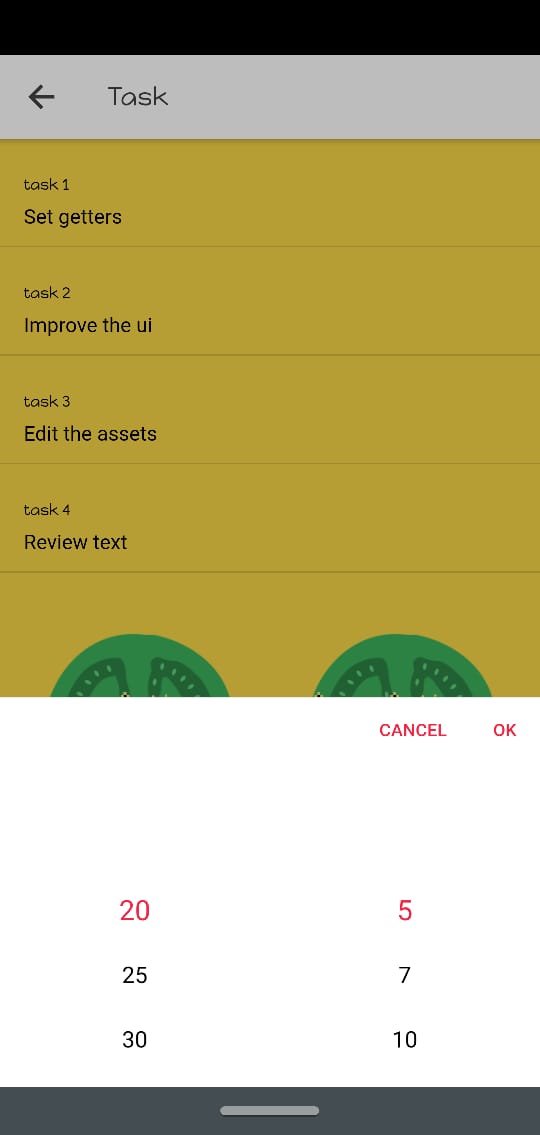 Task
task 1
Set getters
task 2
Improve the ui
task 3
Edit the assets
task 4
Review text
CANCEL OK
20 5
25 7
30 10